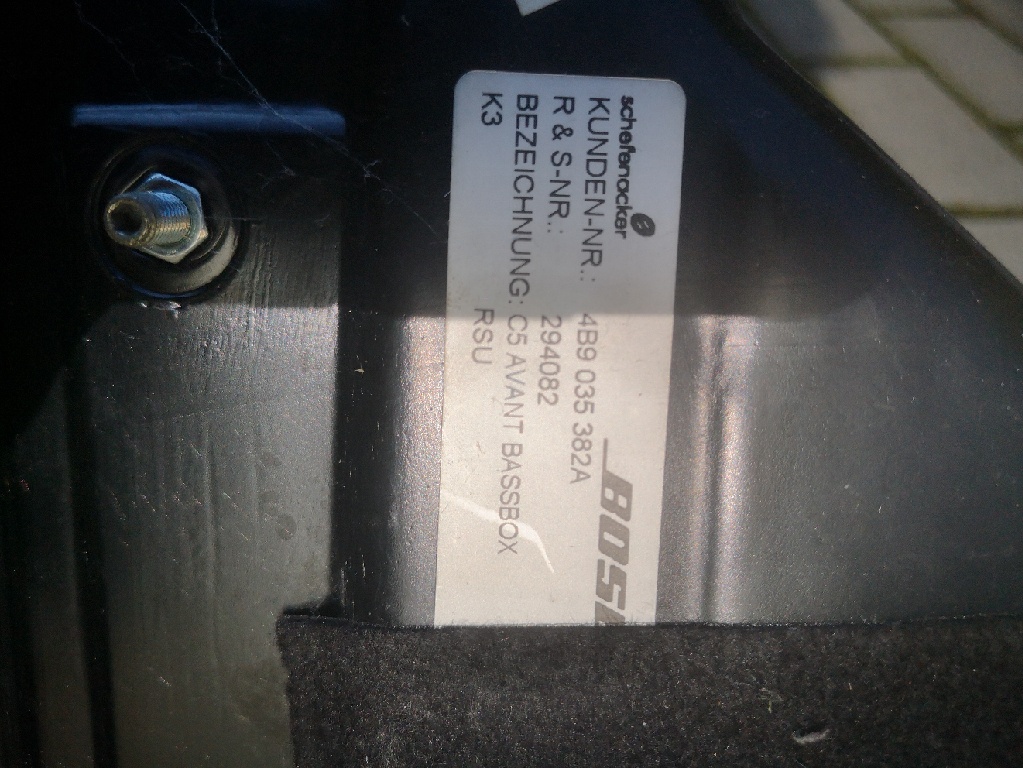 schefenacker
KUNDEN-NR.: 4B9 035 382A
R & S-NR.: 294082
BEZEICHNUNG: C5 AVANT BASSBOX
K3 RSU
BOSE